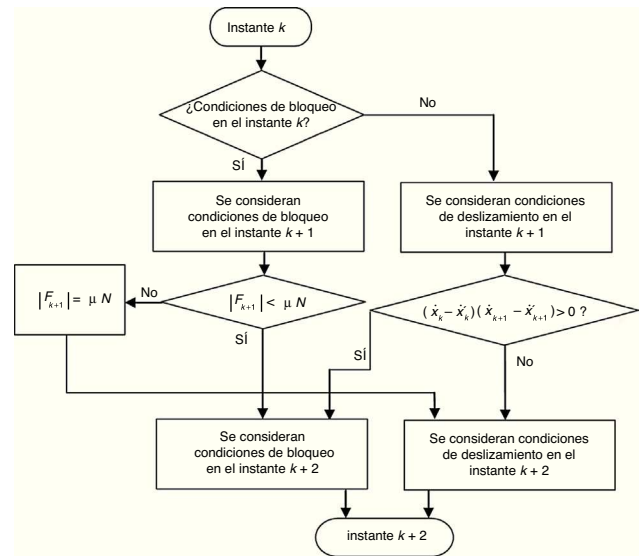 Instante k
¿Condiciones de bloqueo
en el instante k?
No
SÍ
Se consideran
condiciones de bloqueo
en el instante k + 1
Se consideran condiciones
de deslizamiento en el
instante k + 1
|F_{k+1}| = μ N
No
|F_{k+1}| < μ N
(ẋ_k – ẋ'_k)(ẋ_{k+1} – ẋ'_{k+1}) > 0 ?
SÍ
SÍ
No
Se consideran
condiciones de bloqueo
en el instante k + 2
Se consideran condiciones
de deslizamiento en el
instante k + 2
instante k + 2